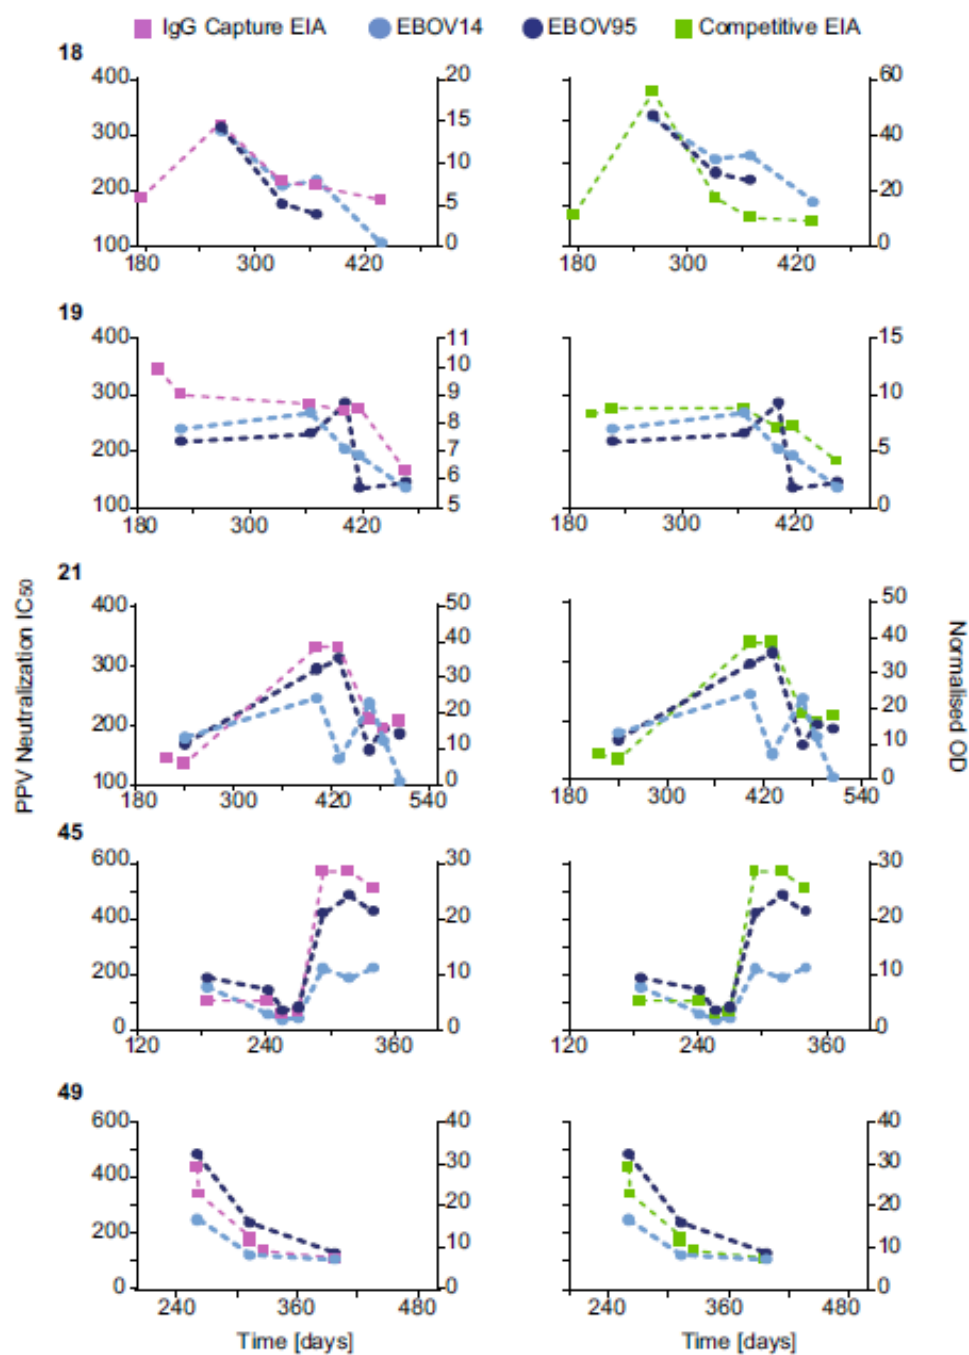 IgG Capture EIA EBOV14 EBOV95 Competitive EIA
18
400 20 60
300 15 40
200 10 20
100 5 0
0
180 300 420 180 300 420
19
400 11 15
10
300 9 10
8
200 7 5
6
100 5 0
180 300 420 180 300 420
21
400 50 50
40 40
300 30 30
200 20 20
10 10
100 0 0
180 300 420 540 180 300 420 540
PPV Neutralization IC50
Normalised OD
45
600 30 30
400 20 20
200 10 10
0 0 0
120 240 360 120 240 360
49
600 40 40
400 30 30
200 20 20
10 10
0 0 0
240 360 480 240 360 480
Time [days] Time [days]